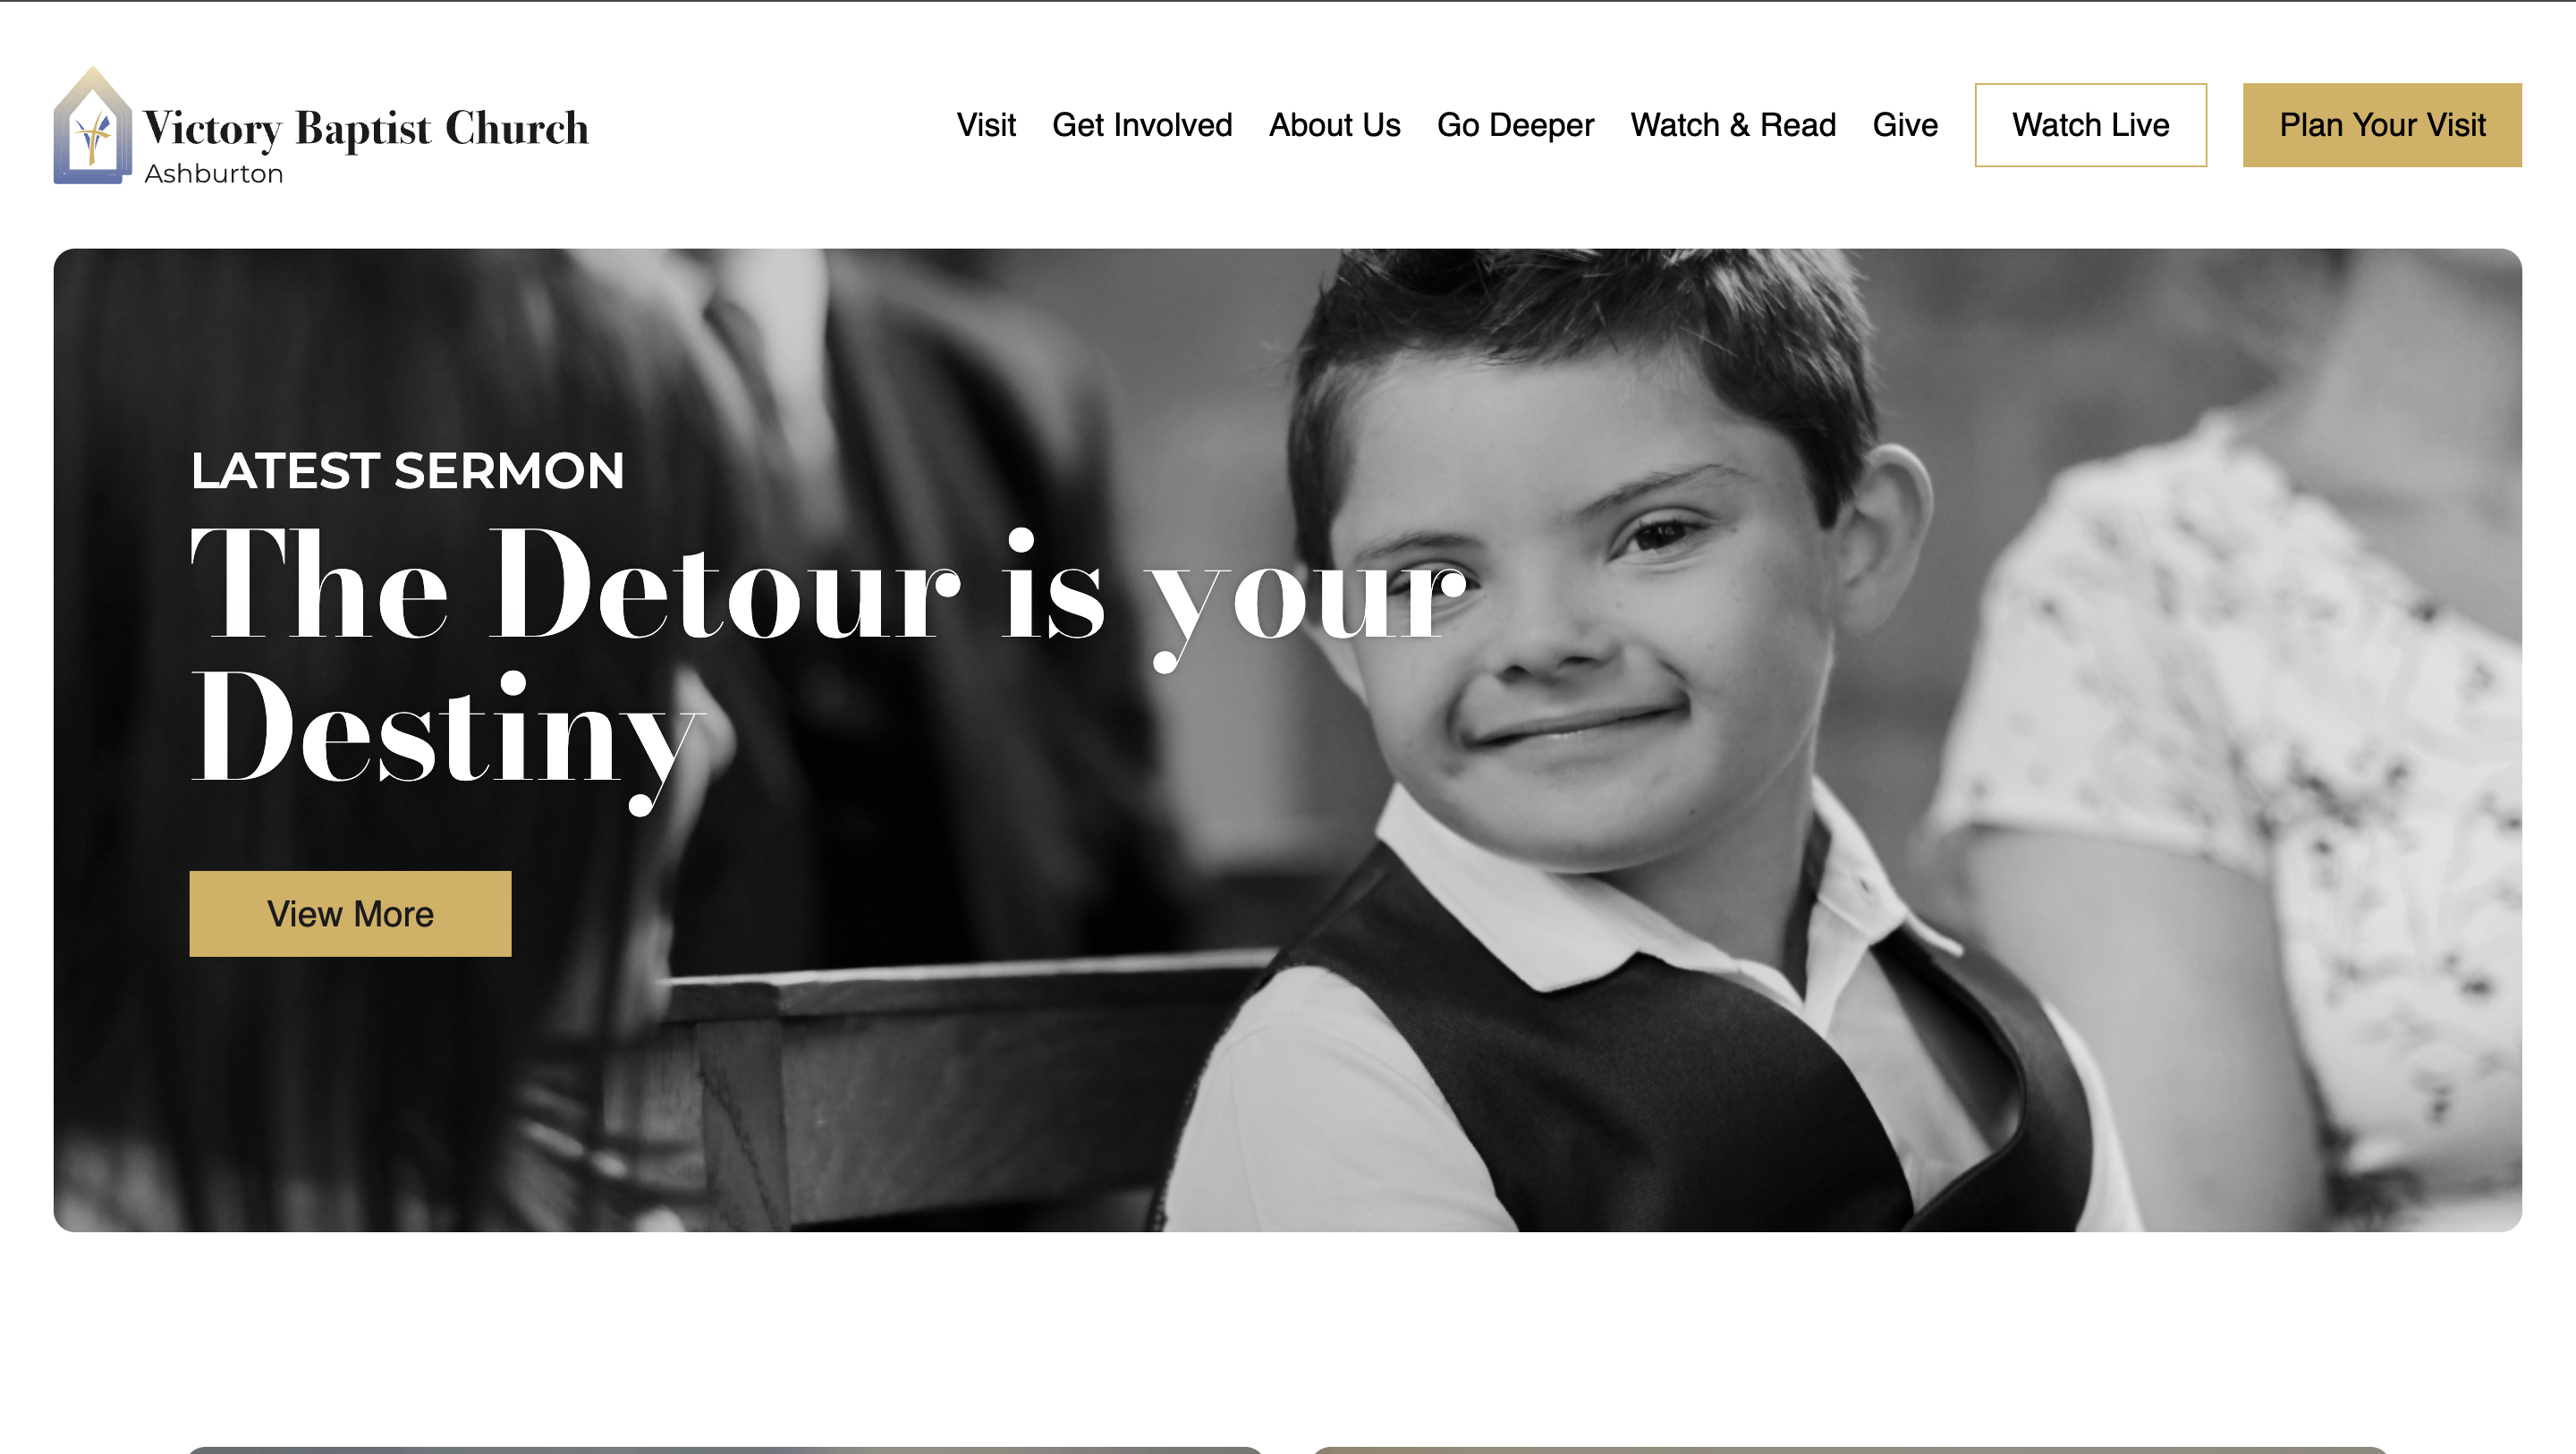 Victory Baptist Church
Ashburton
Visit Get Involved About Us Go Deeper Watch & Read Give Watch Live Plan Your Visit
LATEST SERMON
The Detour is your
Destiny
View More